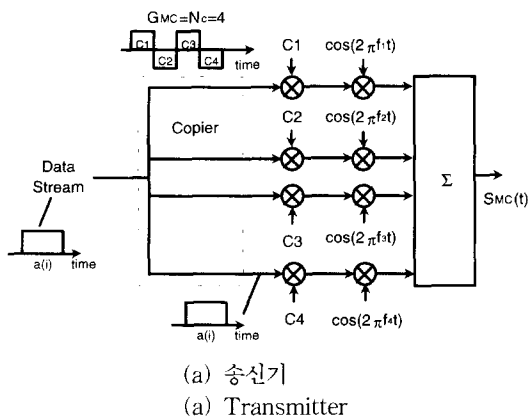 GMC=NC=4
C1
C3
C2
C4
time
C1
cos(2πf1t)
Copier
C2
cos(2πf2t)
Data
Stream
Σ
SMC(t)
C3
cos(2πf3t)
a(i)
time
a(i)
time
C4
cos(2πf4t)
(a) 송신기
(a) Transmitter